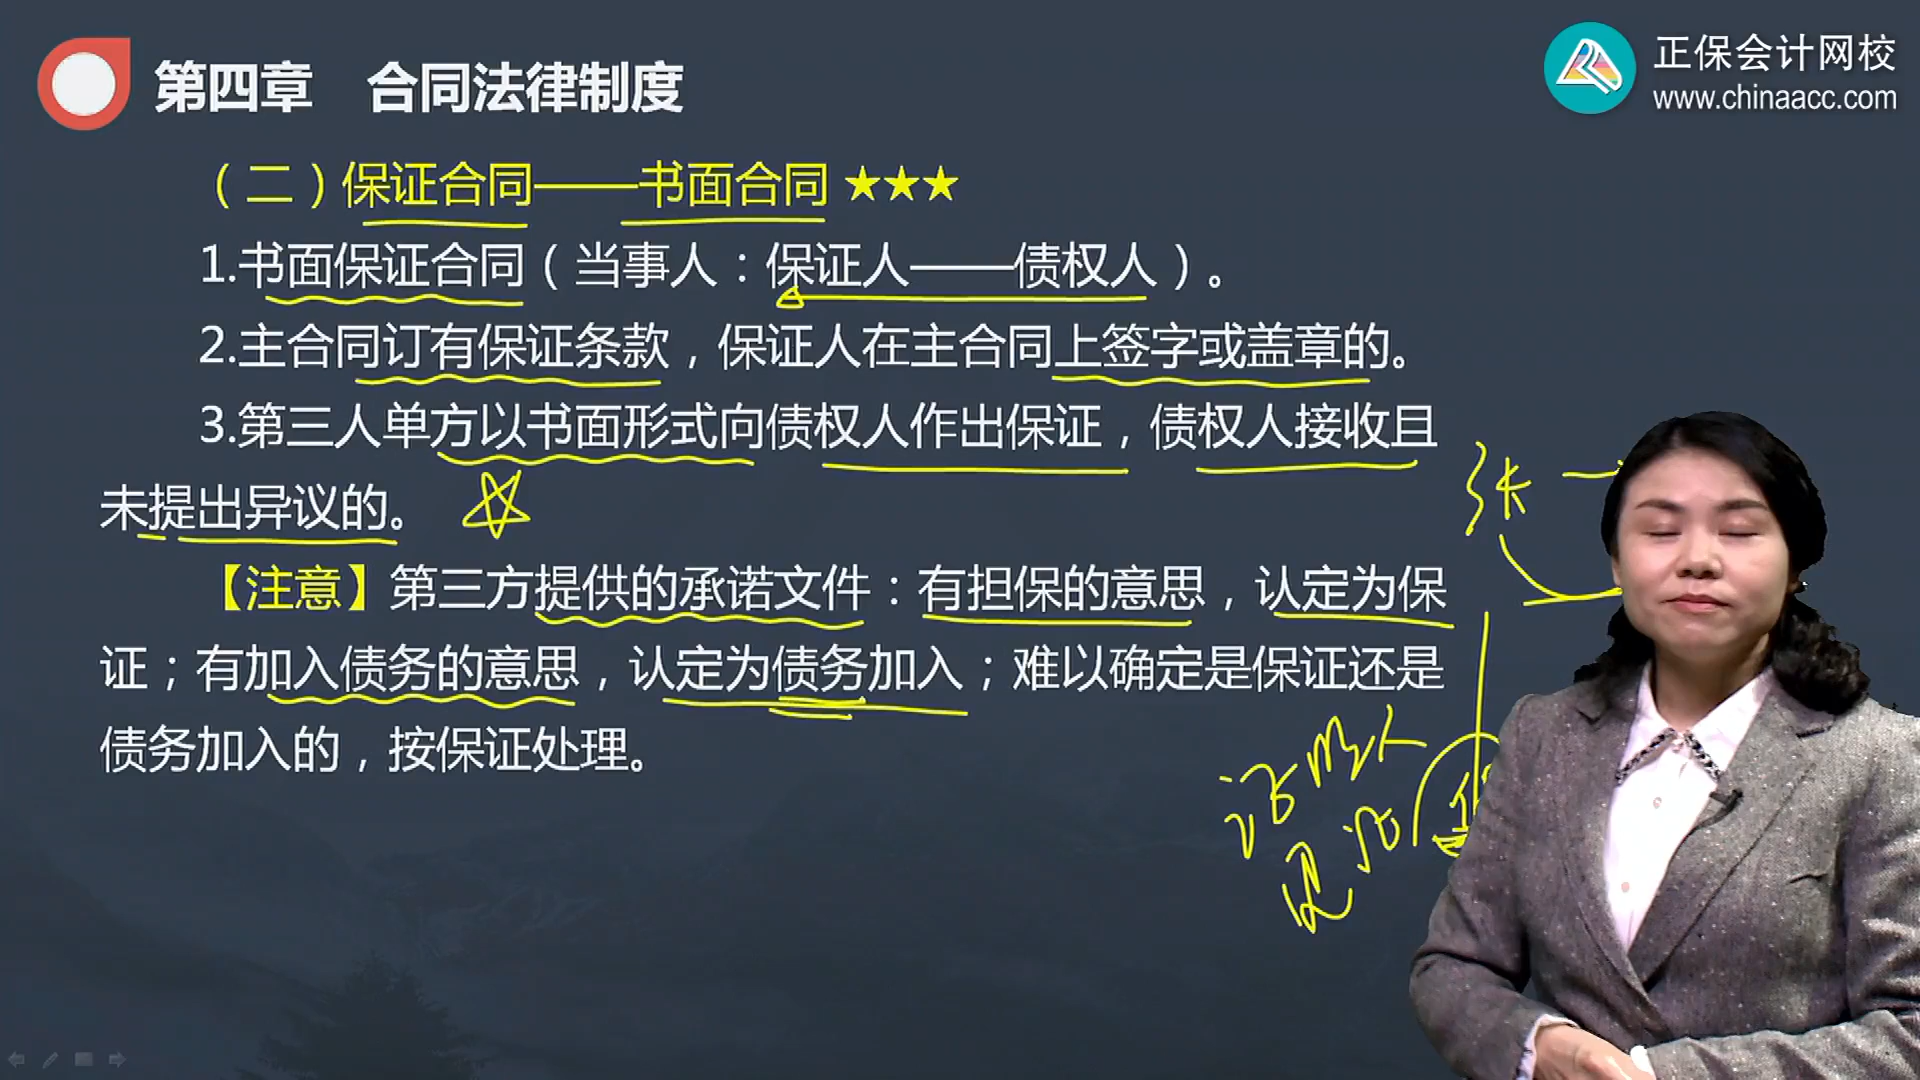 第四章 合同法律制度
正保会计网校
www.chinaacc.com
（二）保证合同——书面合同 ★★★
1.书面保证合同（当事人：保证人——债权人）。
2.主合同订有保证条款，保证人在主合同上签字或盖章的。
3.第三人单方以书面形式向债权人作出保证，债权人接收且
未提出异议的。
【注意】第三方提供的承诺文件：有担保的意思，认定为保
证；有加入债务的意思，认定为债务加入；难以确定是保证还是
债务加入的，按保证处理。
张